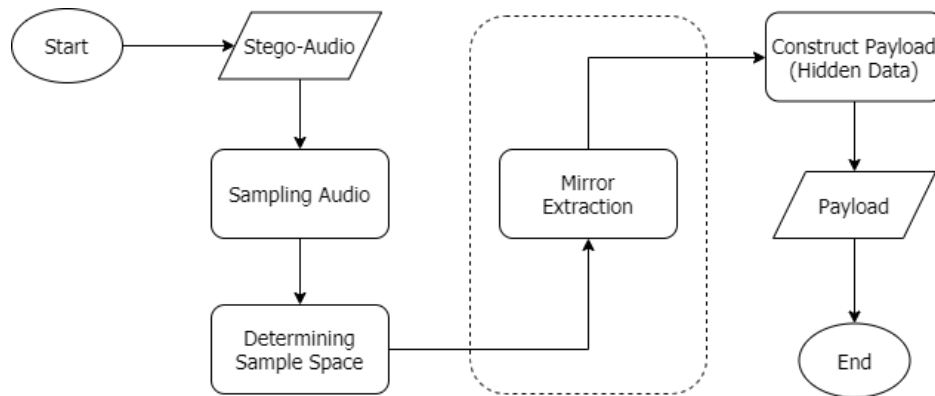 Start
Stego-Audio
Sampling Audio
Determining
Sample Space
Mirror
Extraction
Construct Payload
(Hidden Data)
Payload
End